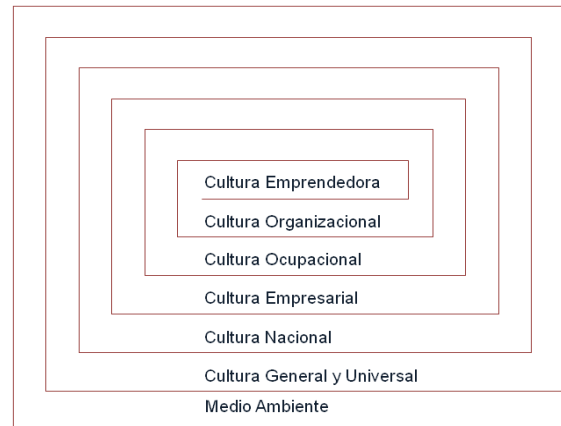 Cultura Emprendedora
Cultura Organizacional
Cultura Ocupacional
Cultura Empresarial
Cultura Nacional
Cultura General y Universal
Medio Ambiente